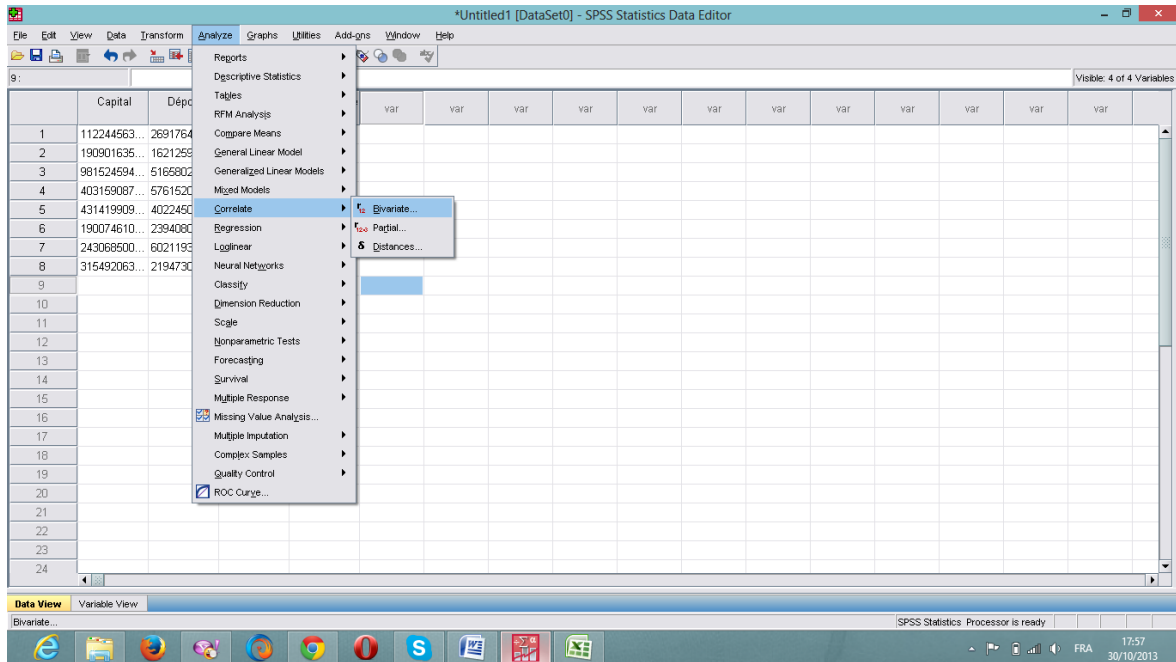 *Untitled1 [DataSet0] - SPSS Statistics Data Editor
File Edit View Data Transform Analyze Graphs Utilities Add-ons Window Help
9 :
Visible: 4 of 4 Variables
Capital Dépo var var var var var var var var var var var var
1 112244563... 2691764
2 190901635... 1621259
3 981524594... 5165802
4 403159087... 5761520
5 431419909... 4022450
6 190074610... 2394080
7 243068500... 6021193
8 315492063... 2194730
9
10
11
12
13
14
15
16
17
18
19
20
21
22
23
24
Reports
Descriptive Statistics
Tables
RFM Analysis
Compare Means
General Linear Model
Generalized Linear Models
Mixed Models
Correlate
Regression
Loglinear
Neural Networks
Classify
Dimension Reduction
Scale
Nonparametric Tests
Forecasting
Survival
Multiple Response
Missing Value Analysis...
Multiple Imputation
Complex Samples
Quality Control
ROC Curve...
r12 Bivariate...
r12.3 Partial...
δ Distances...
Data View Variable View
Bivariate...
SPSS Statistics Processor is ready
FRA
17:57
30/10/2013